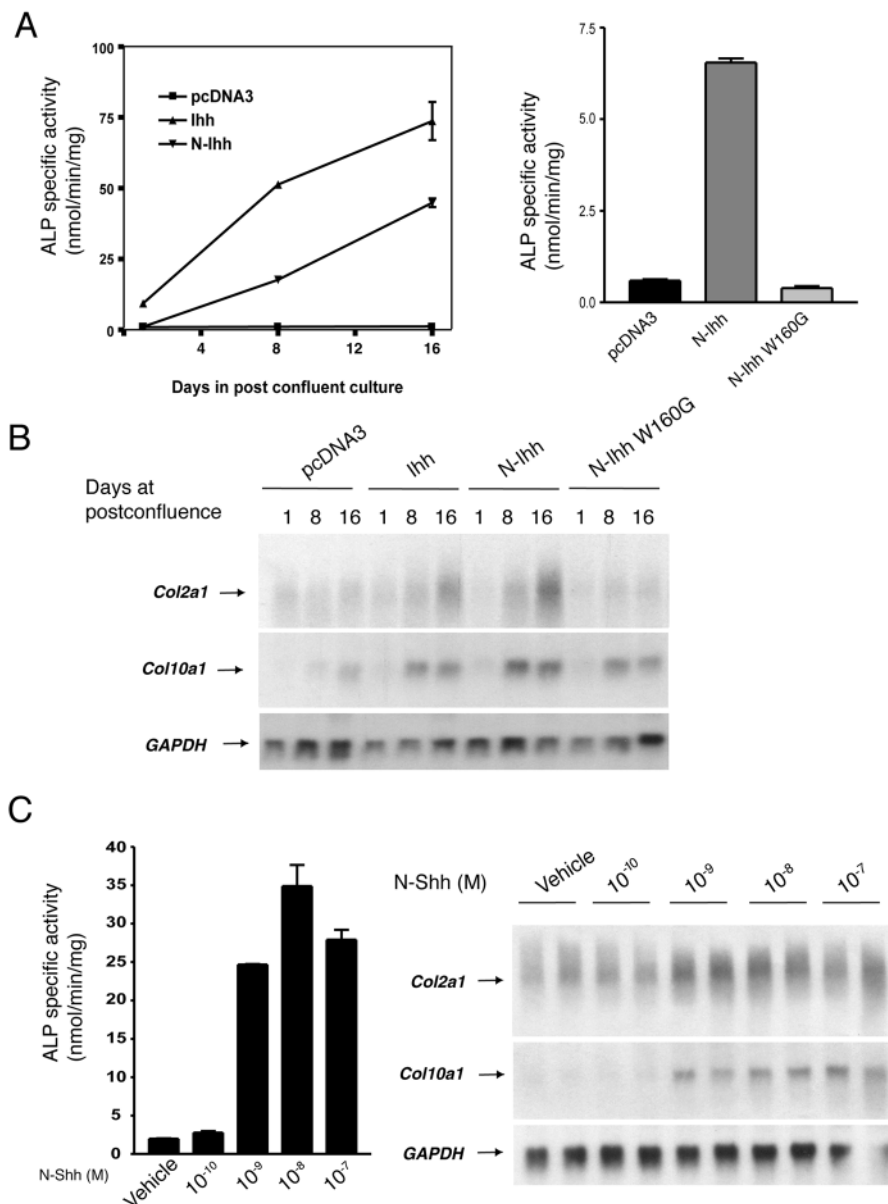 A
ALP specific activity
(nmol/min/mg)
100
75
50
25
0
pcDNA3
Ihh
N-Ihh
4
8
12
16
Days in post confluent culture
ALP specific activity
(nmol/min/mg)
7.5
5.0
2.5
0.0
pcDNA3
N-Ihh
N-Ihh W160G
B
pcDNA3
Ihh
N-Ihh
N-Ihh W160G
Days at
postconfluence
1 8 16 1 8 16 1 8 16 1 8 16
Col2a1
Col10a1
GAPDH
C
ALP specific activity
(nmol/min/mg)
40
35
30
25
20
15
10
5
0
N-Shh (M)
Vehicle
10⁻¹⁰
10⁻⁹
10⁻⁸
10⁻⁷
N-Shh (M)
Vehicle
10⁻¹⁰
10⁻⁹
10⁻⁸
10⁻⁷
Col2a1
Col10a1
GAPDH